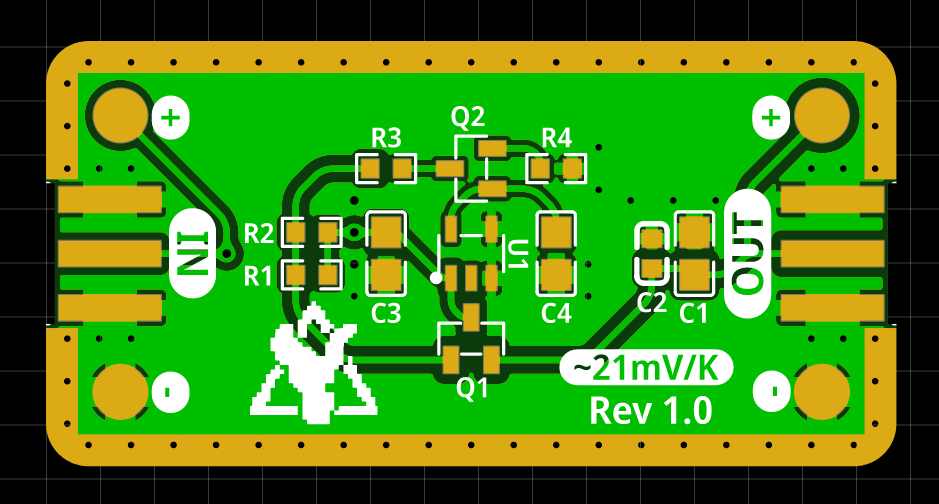 +
+
Q2
R3
R4
IN
R2
R1
U1
OUT
C3
C4
C2
C1
~21mV/K
Q1
-
-
Rev 1.0